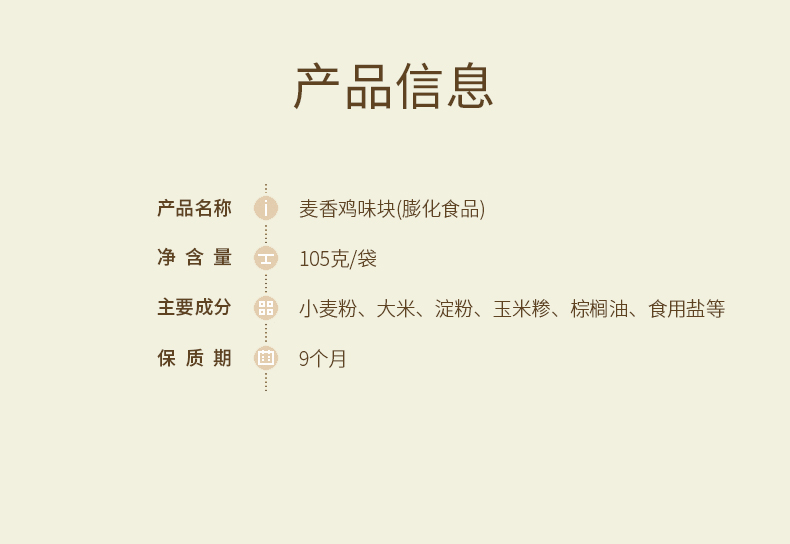 产品信息
产品名称 麦香鸡味块(膨化食品)
净含量 105克/袋
主要成分 小麦粉、大米、淀粉、玉米糁、棕榈油、食用盐等
保质期 9个月